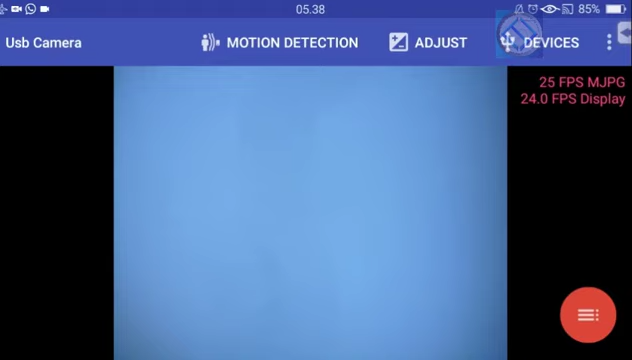 05.38
85%
Usb Camera
MOTION DETECTION
ADJUST
DEVICES
25 FPS MJPG
24.0 FPS Display